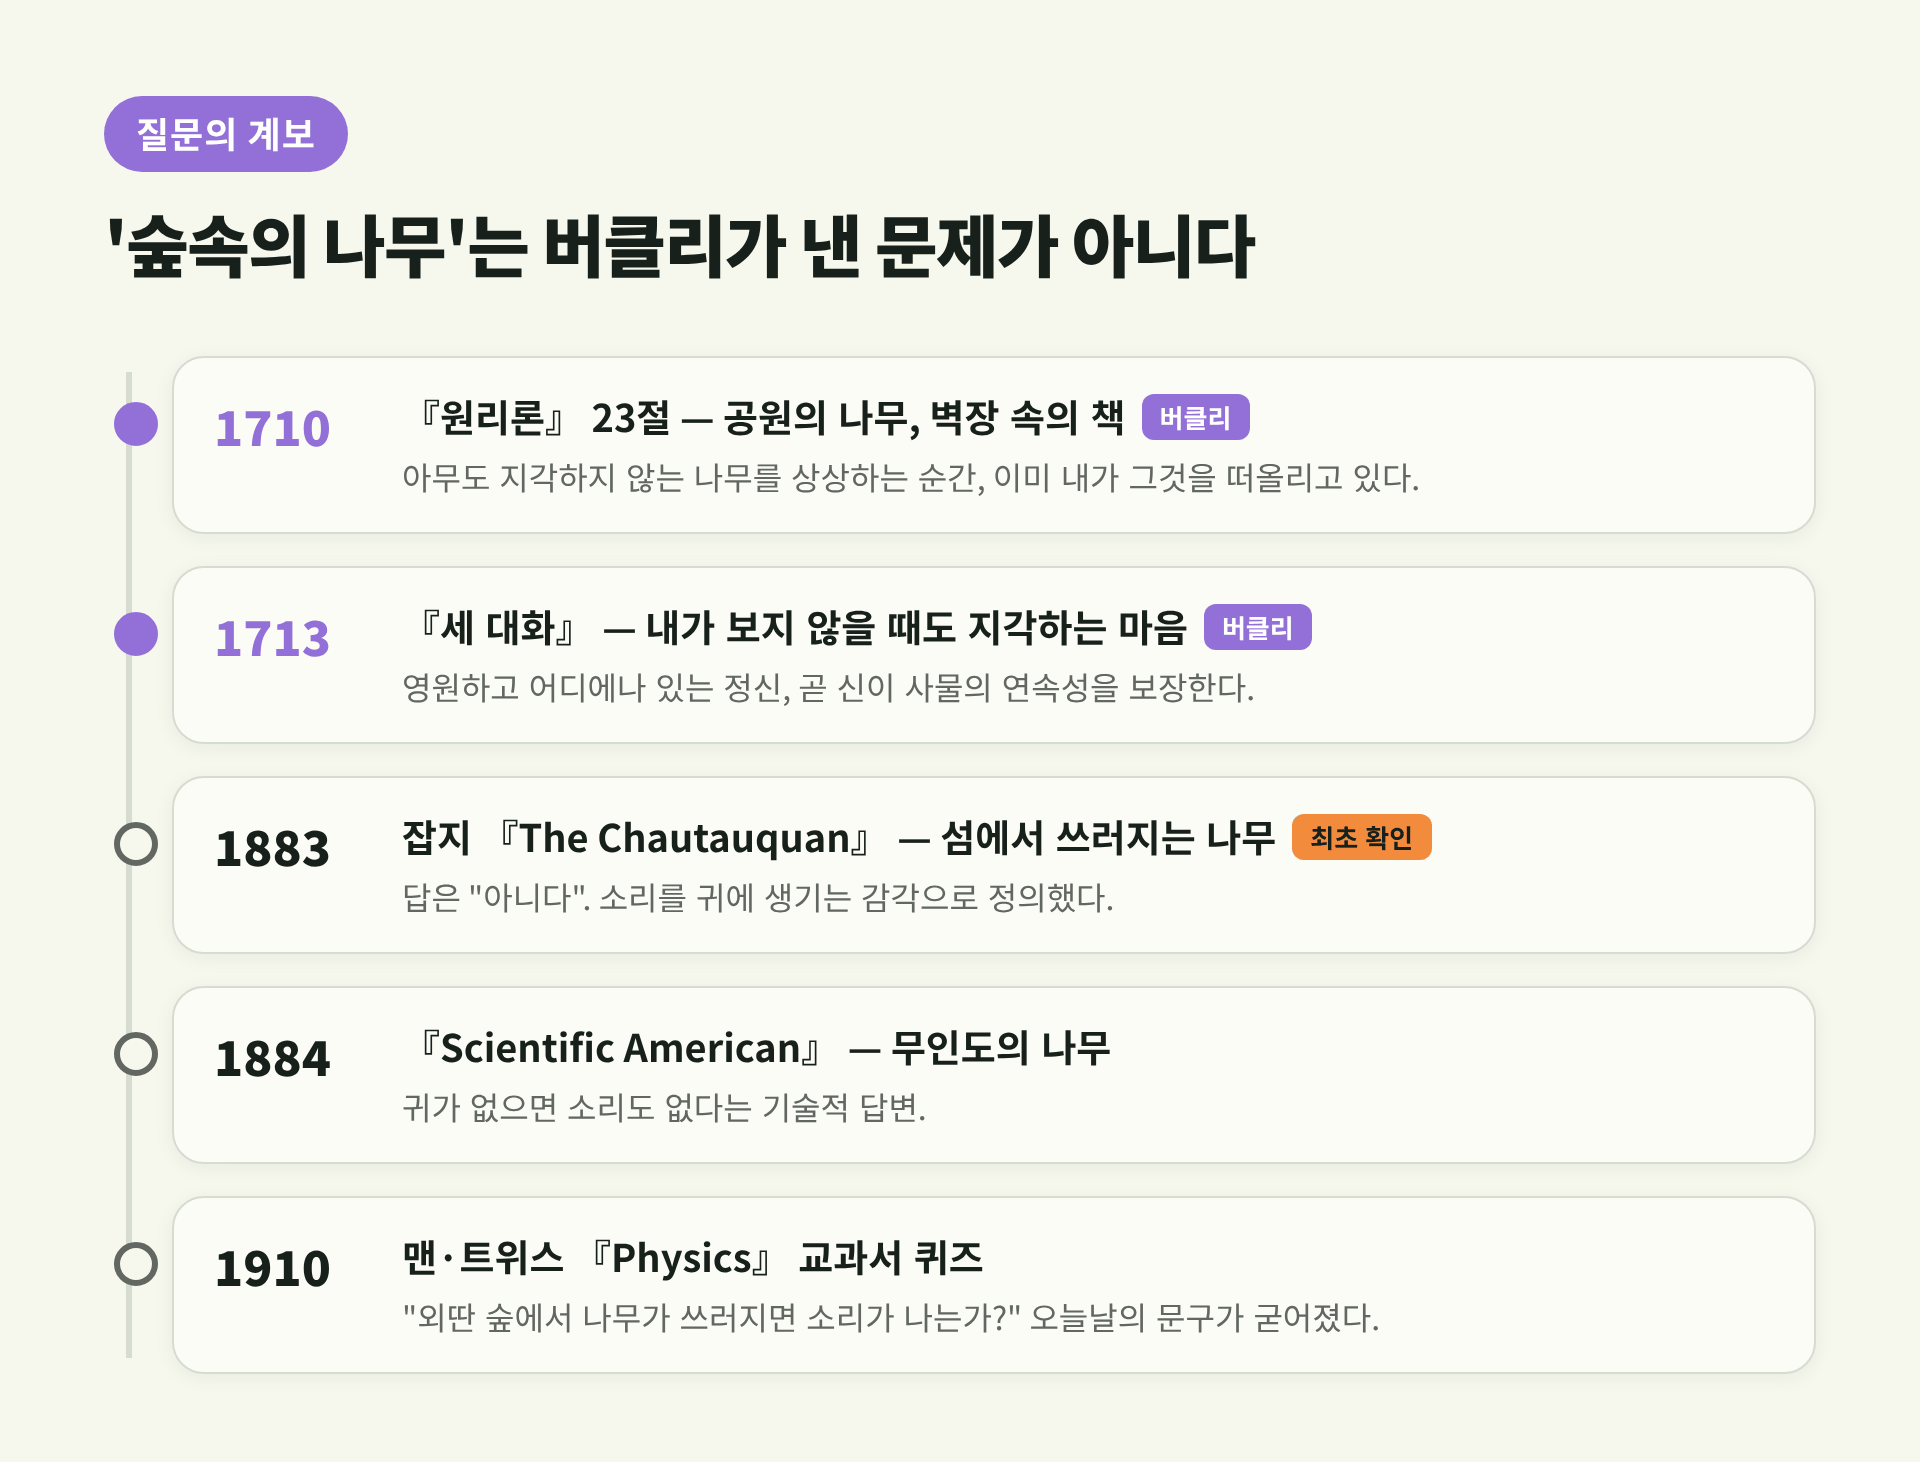 질문의 계보
'숲속의 나무'는 버클리가 낸 문제가 아니다
1710
『원리론』 23절 — 공원의 나무, 벽장 속의 책 버클리
아무도 지각하지 않는 나무를 상상하는 순간, 이미 내가 그것을 떠올리고 있다.
1713
『세 대화』 — 내가 보지 않을 때도 지각하는 마음 버클리
영원하고 어디에나 있는 정신, 곧 신이 사물의 연속성을 보장한다.
1883
잡지 『The Chautauquan』 — 섬에서 쓰러지는 나무 최초 확인
답은 "아니다". 소리를 귀에 생기는 감각으로 정의했다.
1884
『Scientific American』 — 무인도의 나무
귀가 없으면 소리도 없다는 기술적 답변.
1910
맨·트위스 『Physics』 교과서 퀴즈
"외딴 숲에서 나무가 쓰러지면 소리가 나는가?" 오늘날의 문구가 굳어졌다.